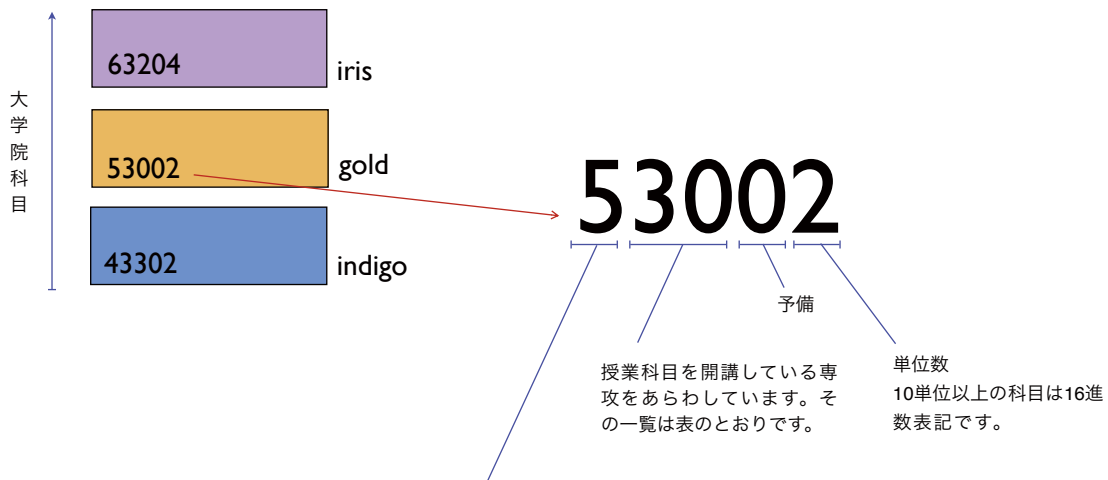 大学院科目
63204
iris
53002
gold
43302
indigo
53002
予備
授業科目を開講している専
攻をあらわしています。そ
の一覧は表のとおりです。
単位数
10単位以上の科目は16進
数表記です。